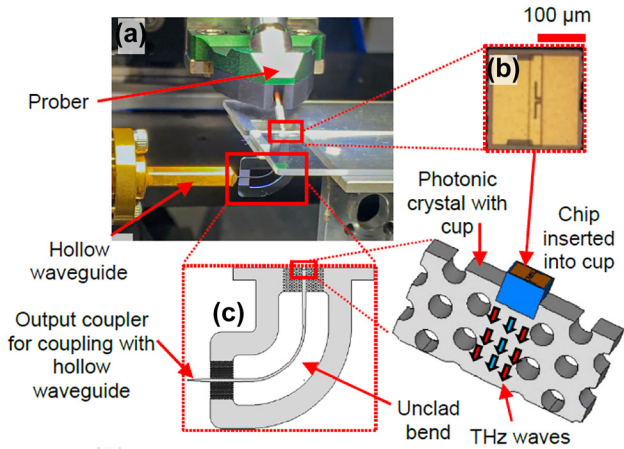 100 µm
(a)
(b)
Prober
Photonic
crystal with
cup
Chip
inserted
into cup
Hollow
waveguide
(c)
Output coupler
for coupling with
hollow
waveguide
Unclad
bend
THz waves